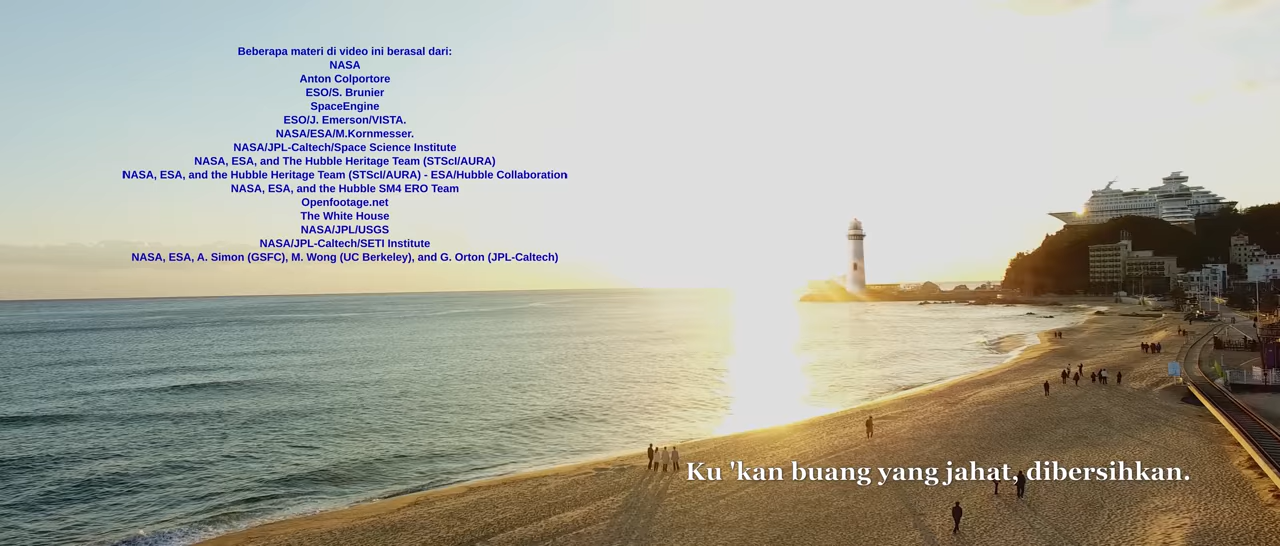 Beberapa materi di video ini berasal dari:
NASA
Anton Colportore
ESO/S. Brunier
SpaceEngine
ESO/J. Emerson/VISTA.
NASA/ESA/M.Kornmesser.
NASA/JPL-Caltech/Space Science Institute
NASA, ESA, and The Hubble Heritage Team (STScI/AURA)
NASA, ESA, and the Hubble Heritage Team (STScI/AURA) - ESA/Hubble Collaboration
NASA, ESA, and the Hubble SM4 ERO Team
Openfootage.net
The White House
NASA/JPL/USGS
NASA/JPL-Caltech/SETI Institute
NASA, ESA, A. Simon (GSFC), M. Wong (UC Berkeley), and G. Orton (JPL-Caltech)
Ku 'kan buang yang jahat, dibersihkan.